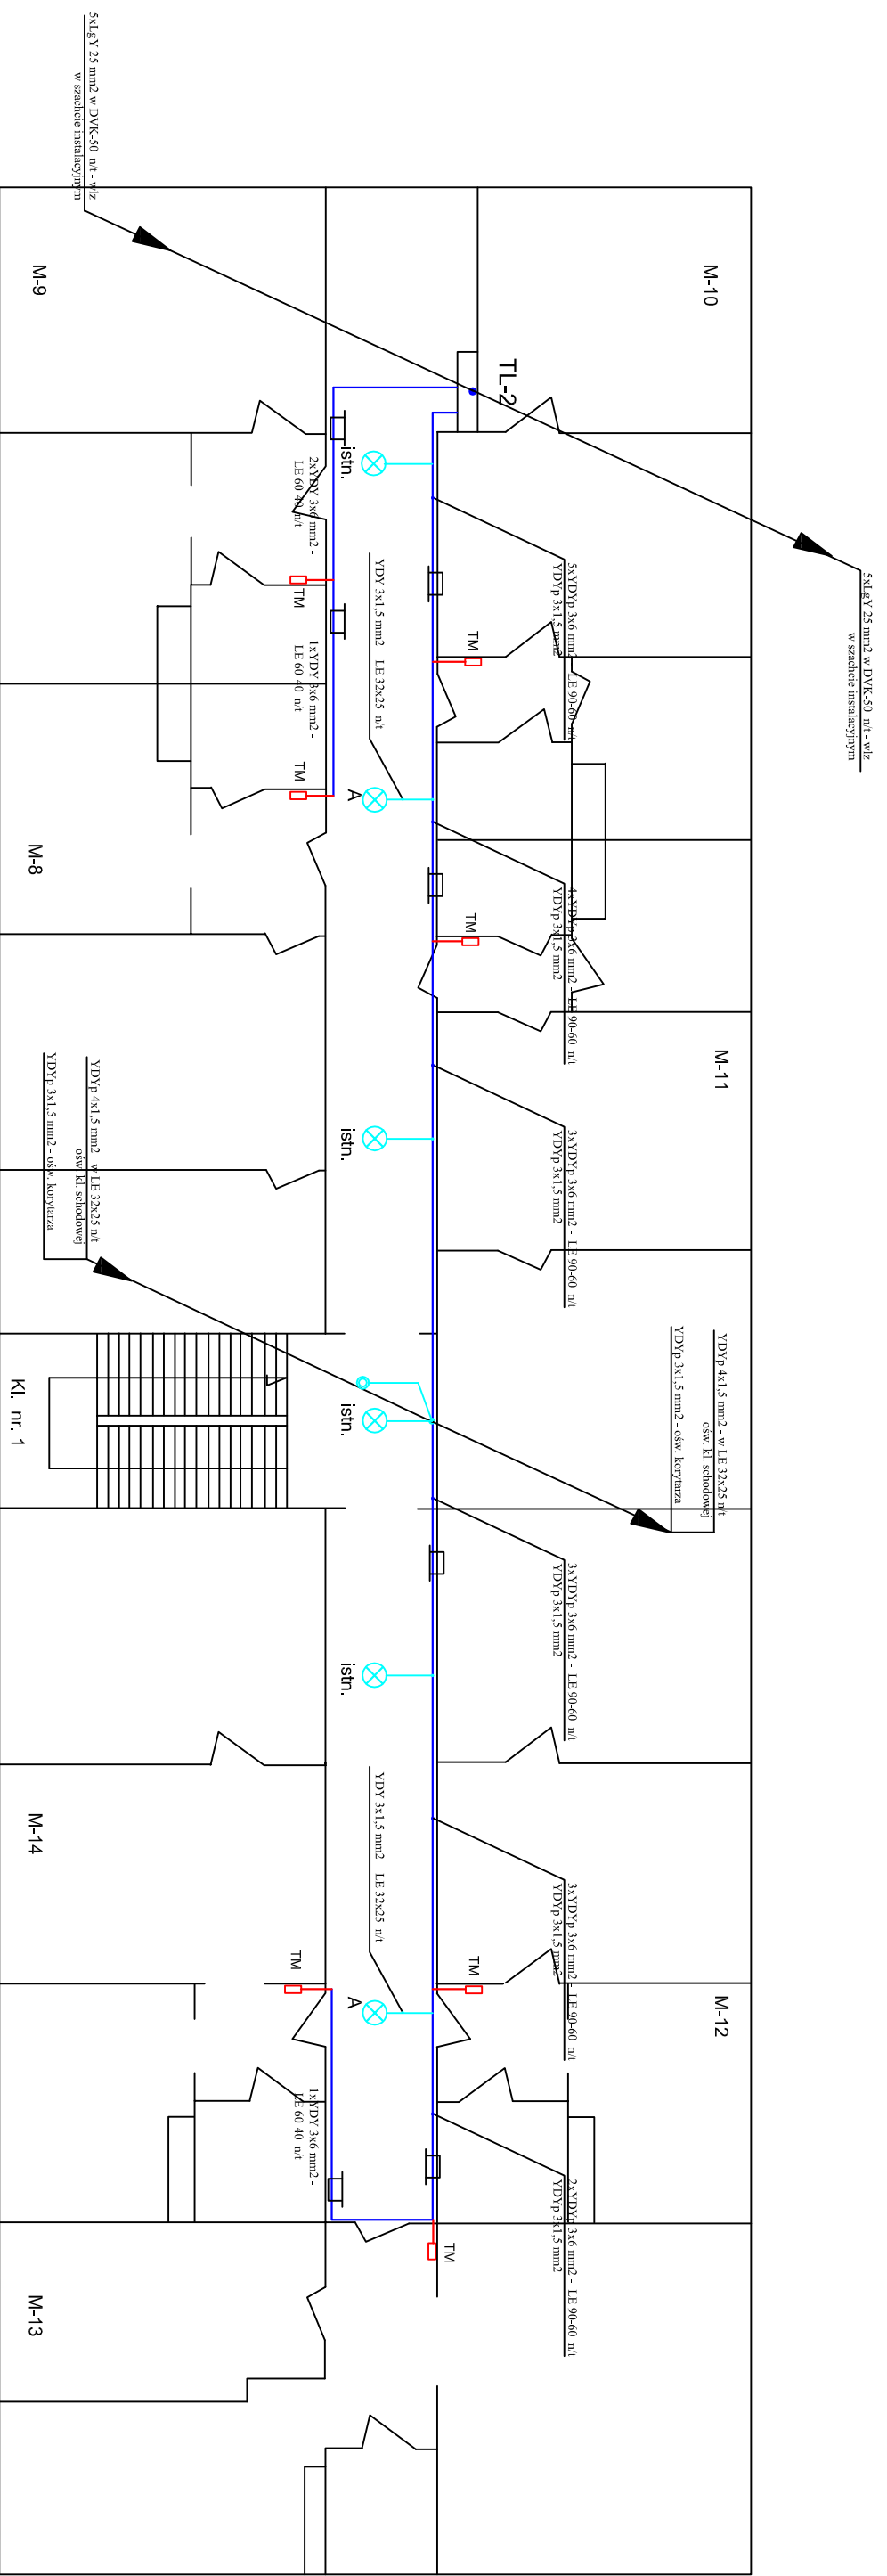 5xLgY 25 mm2 w DVK-50 n/t - wlz
w szachcie instalacyjnym
M-9
M-10
TL-2
5xLgY 25 mm2 w DVK-50 n/t - wlz
w szachcie instalacyjnym
istn.
2xYDY 3x6 mm2 -
LE 60-40 n/t
TM
1xYDY 3x6 mm2 -
LE 60-40 n/t
TM
YDY 3x1,5 mm2 - LE 32x25 n/t
A
5xYDYp 3x6 mm2 - LE 90-60 n/t
YDYp 3x1,5 mm2
TM
M-8
4xYDYp 3x6 mm2 - LE 90-60 n/t
YDYp 3x1,5 mm2
TM
M-11
3xYDYp 3x6 mm2 - LE 90-60 n/t
YDYp 3x1,5 mm2
istn.
YDYp 4x1,5 mm2 - w LE 32x25 n/t
ośw. kl. schodowej
YDYp 3x1,5 mm2 - ośw. korytarza
Kl. nr. 1
istn.
YDYp 4x1,5 mm2 - w LE 32x25 n/t
ośw. kl. schodowej
YDYp 3x1,5 mm2 - ośw. korytarza
3xYDYp 3x6 mm2 - LE 90-60 n/t
YDYp 3x1,5 mm2
istn.
M-14
YDY 3x1,5 mm2 - LE 32x25 n/t
A
3xYDYp 3x6 mm2 - LE 90-60 n/t
YDYp 3x1,5 mm2
TM
TM
M-12
1xYDY 3x6 mm2 -
LE 60-40 n/t
2xYDYp 3x6 mm2 - LE 90-60 n/t
YDYp 3x1,5 mm2
TM
M-13